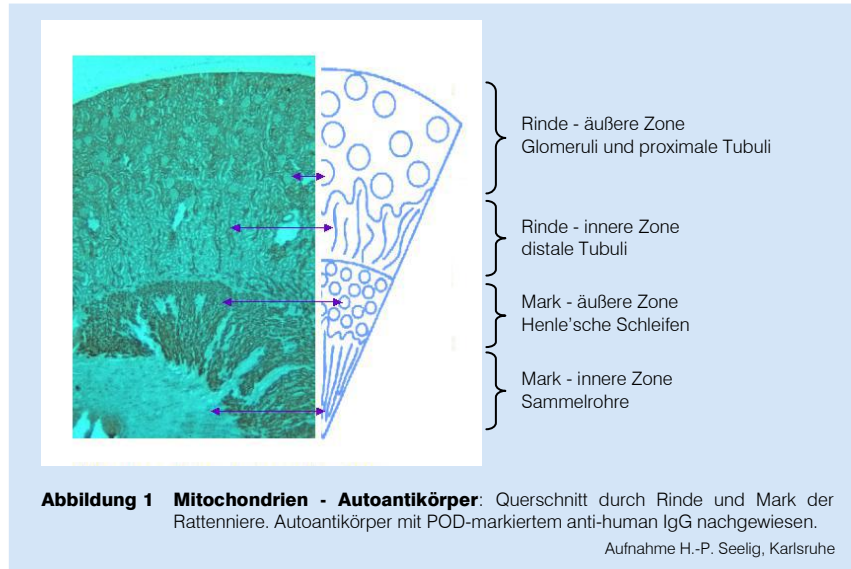 Rinde - äußere Zone
Glomeruli und proximale Tubuli
Rinde - innere Zone
distale Tubuli
Mark - äußere Zone
Henle'sche Schleifen
Mark - innere Zone
Sammelrohre
Abbildung 1 Mitochondrien - Autoantikörper: Querschnitt durch Rinde und Mark der
Rattenniere. Autoantikörper mit POD-markiertem anti-human IgG nachgewiesen.
Aufnahme H.-P. Seelig, Karlsruhe